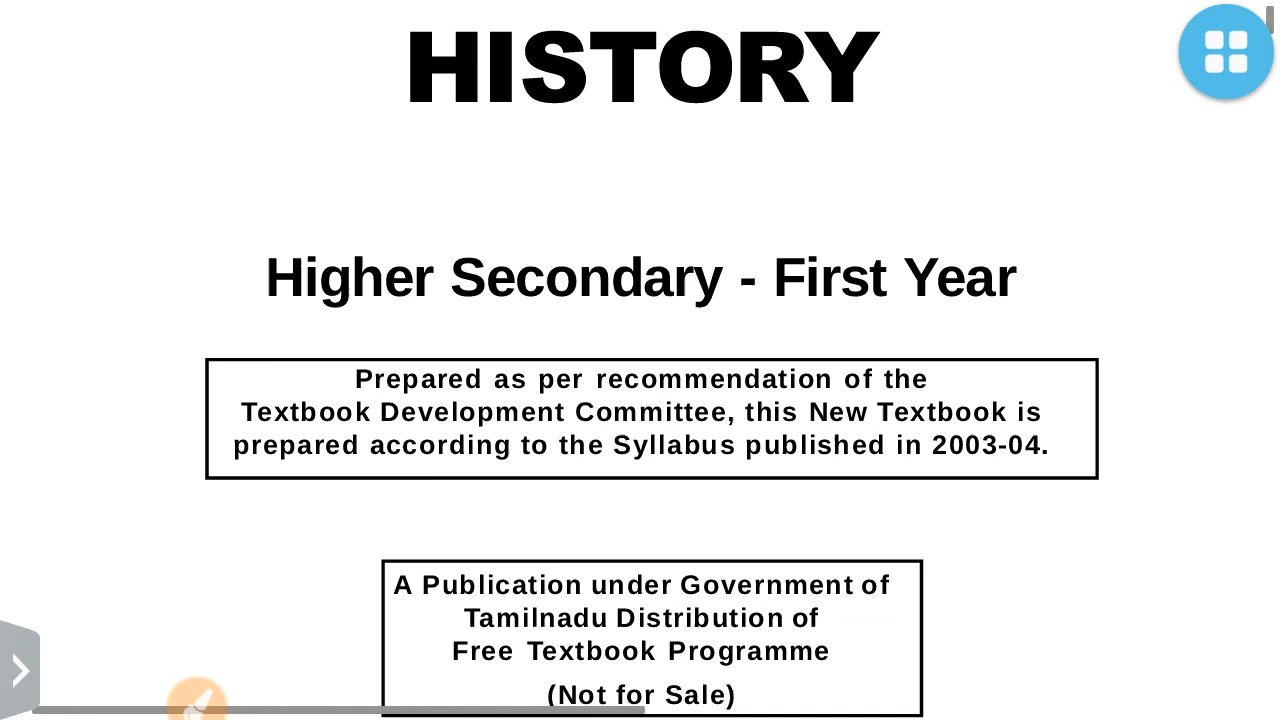 HISTORY
Higher Secondary - First Year
Prepared as per recommendation of the
Textbook Development Committee, this New Textbook is
prepared according to the Syllabus published in 2003-04.
A Publication under Government of
Tamilnadu Distribution of
Free Textbook Programme
(Not for Sale)